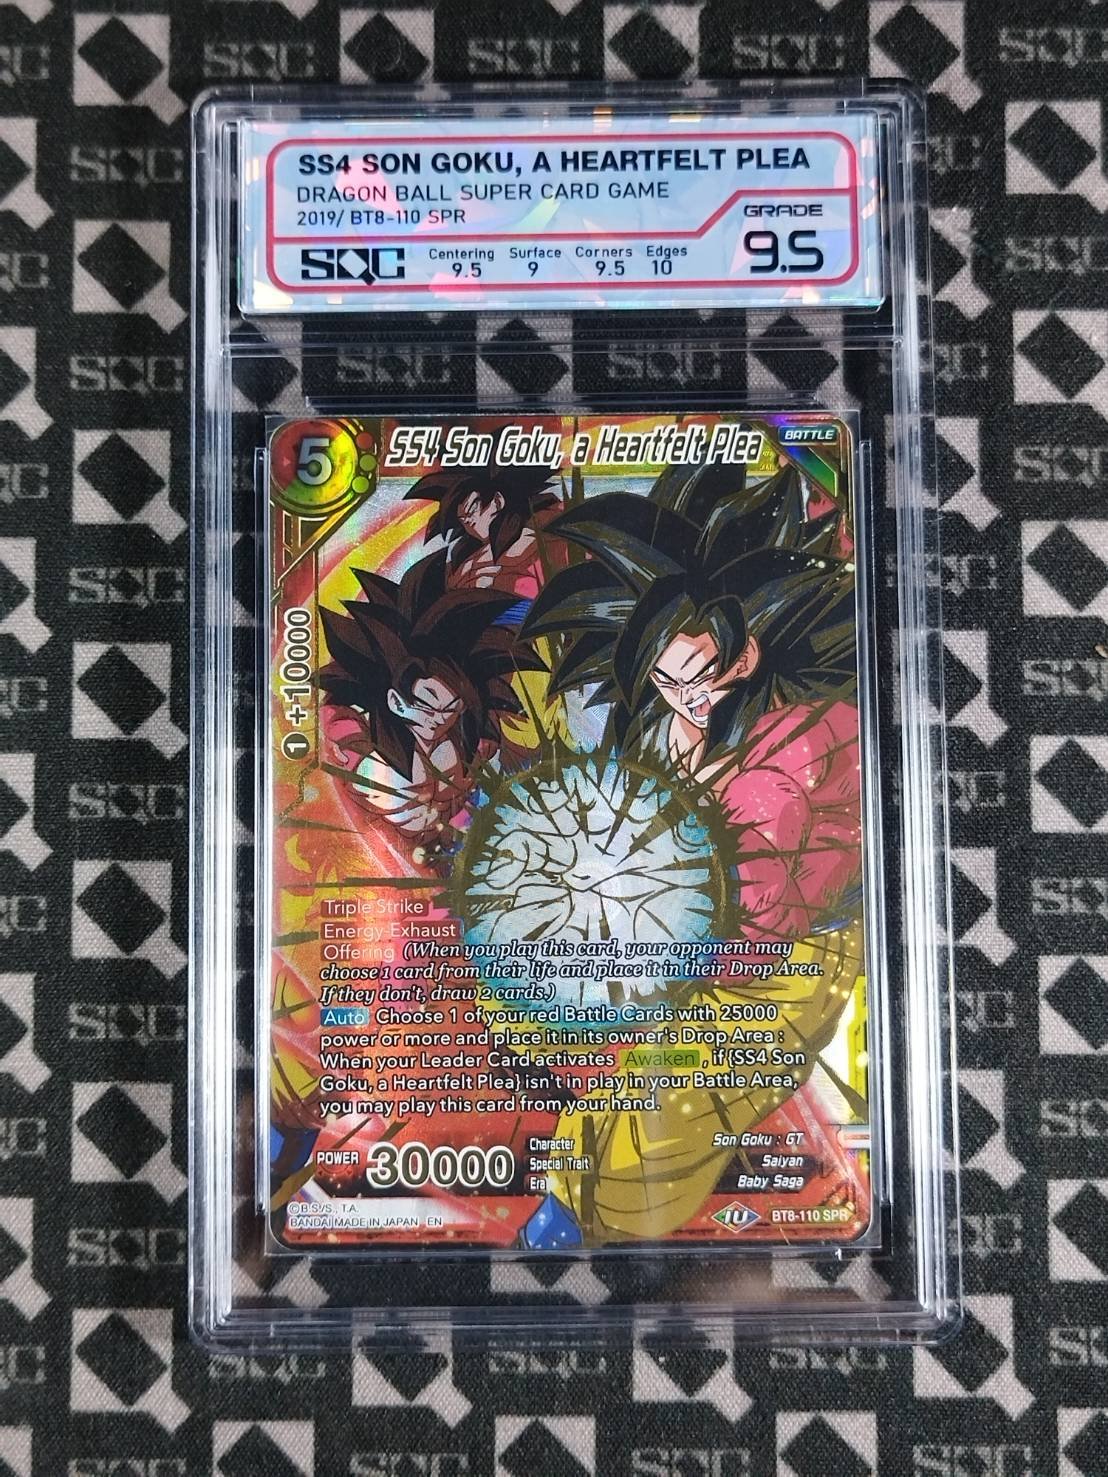 SS4 SON GOKU, A HEARTFELT PLEA
DRAGON BALL SUPER CARD GAME
2019/ BT8-110 SPR
GRADE
9.5
SQC
Centering Surface Corners Edges
9.5 9 9.5 10
5
SS4 Son Goku, a Heartfelt Plea
BATTLE
1 +10000
Triple Strike
Energy-Exhaust
Offering (When you play this card, your opponent may
choose 1 card from their life and place it in their Drop Area.
If they don't, draw 2 cards.)
Auto Choose 1 of your red Battle Cards with 25000
power or more and place it in its owner's Drop Area :
When your Leader Card activates Awaken , if {SS4 Son
Goku, a Heartfelt Plea} isn't in play in your Battle Area,
you may play this card from your hand.
POWER 30000
Character Son Goku : GT
Special Trait Saiyan
Era Baby Saga
©B.S./S., T.A.
BANDAI MADE IN JAPAN EN
BT8-110 SPR